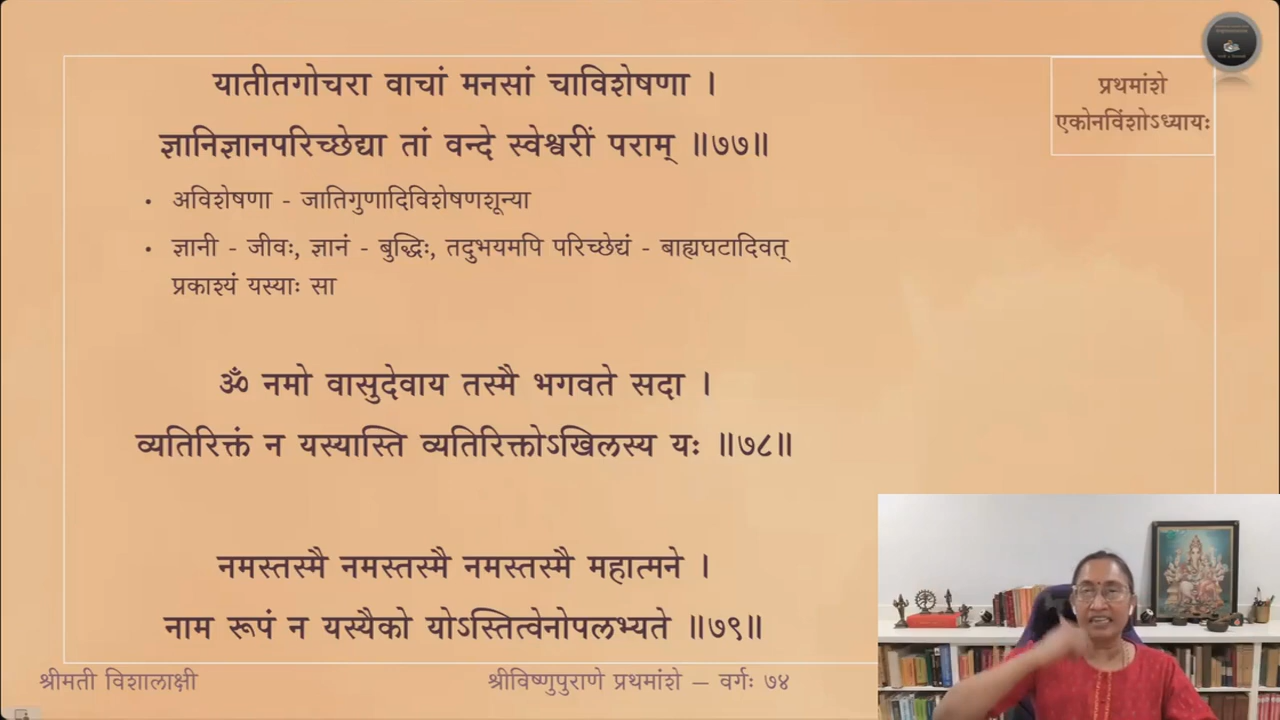 यातीतगोचरा वाचां मनसां चाविशेषणा ।
ज्ञानिज्ञानपरिच्छेद्या तां वन्दे स्वेश्वरीं पराम् ॥७७॥
प्रथमांशे
एकोनविंशोऽध्यायः
• अविशेषणा - जातिगुणादिविशेषणशून्या
• ज्ञानी - जीवः, ज्ञानं - बुद्धिः, तदुभयमपि परिच्छेद्यं - बाह्यघटादिवत्
प्रकाश्यं यस्याः सा
ॐ नमो वासुदेवाय तस्मै भगवते सदा ।
व्यतिरिक्तं न यस्यास्ति व्यतिरिक्तोऽखिलस्य यः ॥७८॥
नमस्तस्मै नमस्तस्मै नमस्तस्मै महात्मने ।
नाम रूपं न यस्यैको योऽस्तित्वेनोपलभ्यते ॥७९॥
श्रीमती विशालाक्षी
श्रीविष्णुपुराणे प्रथमांशे – वर्गः ७४